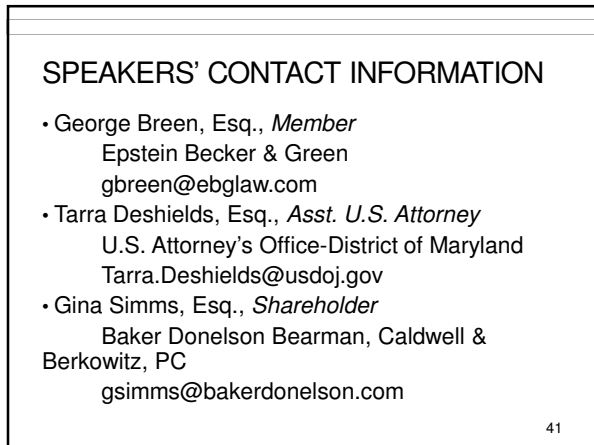 SPEAKERS’ CONTACT INFORMATION
• George Breen, Esq., Member
Epstein Becker & Green
gbreen@ebglaw.com
• Tarra Deshields, Esq., Asst. U.S. Attorney
U.S. Attorney’s Office-District of Maryland
Tarra.Deshields@usdoj.gov
• Gina Simms, Esq., Shareholder
Baker Donelson Bearman, Caldwell &
Berkowitz, PC
gsimms@bakerdonelson.com
41